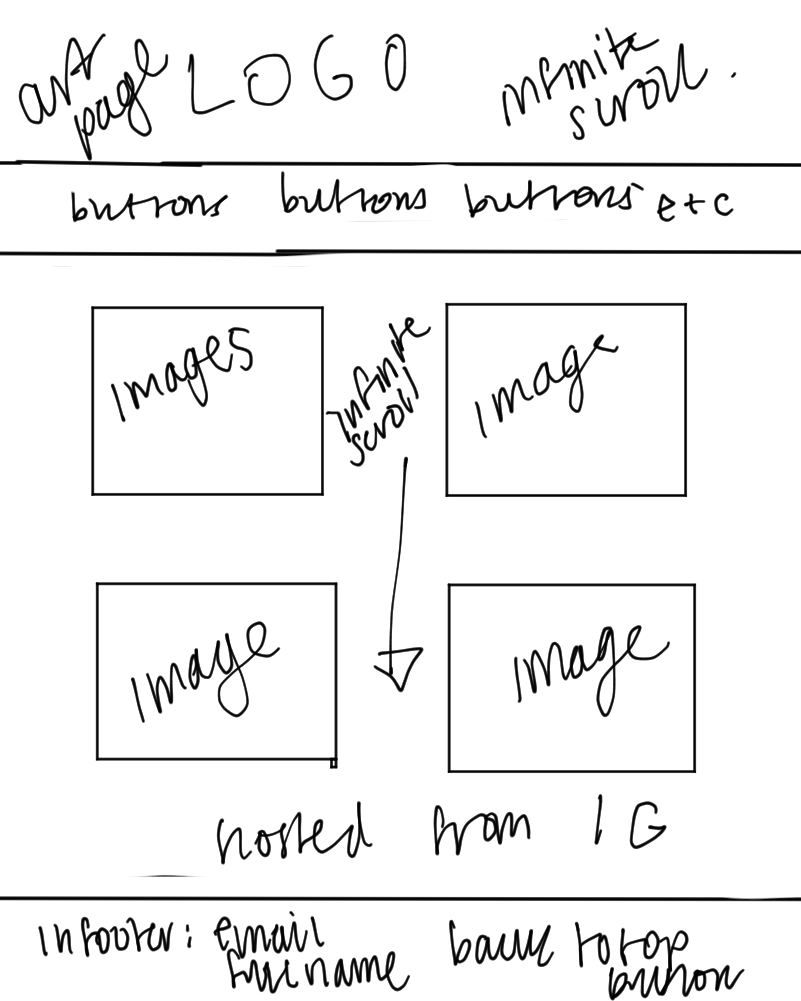 art page
LOGO
infinite scroll.
buttons buttons buttons etc
images
infinite scroll
image
image
image
hosted from IG
in footer: email
full name
back to top
button